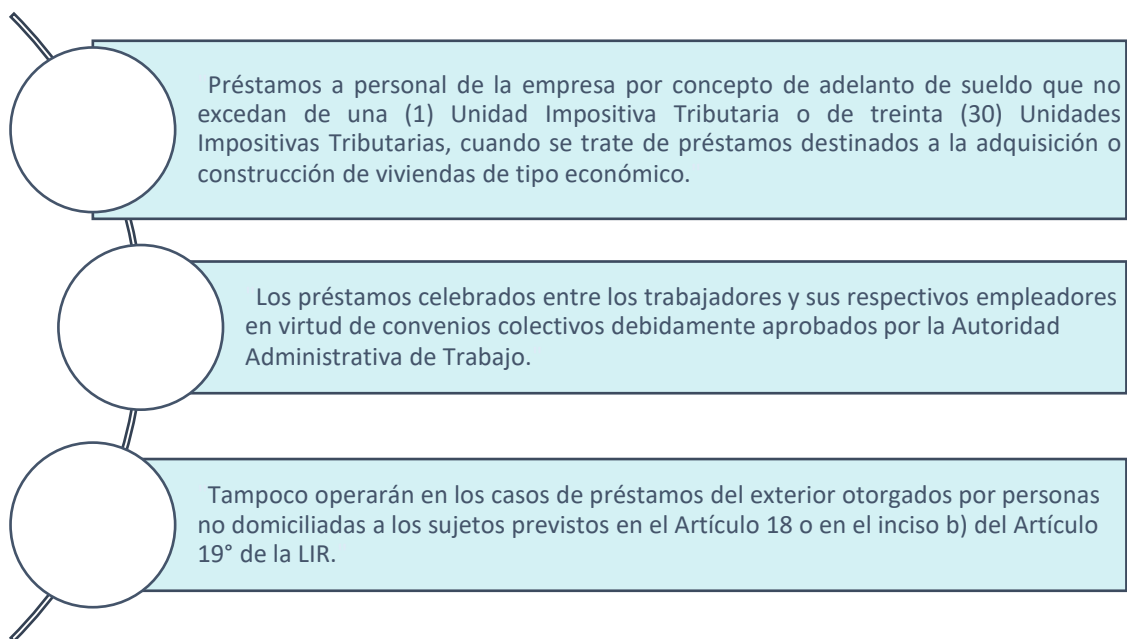 Préstamos a personal de la empresa por concepto de adelanto de sueldo que no
excedan de una (1) Unidad Impositiva Tributaria o de treinta (30) Unidades
Impositivas Tributarias, cuando se trate de préstamos destinados a la adquisición o
construcción de viviendas de tipo económico.
Los préstamos celebrados entre los trabajadores y sus respectivos empleadores
en virtud de convenios colectivos debidamente aprobados por la Autoridad
Administrativa de Trabajo.
Tampoco operarán en los casos de préstamos del exterior otorgados por personas
no domiciliadas a los sujetos previstos en el Artículo 18 o en el inciso b) del Artículo
19° de la LIR.